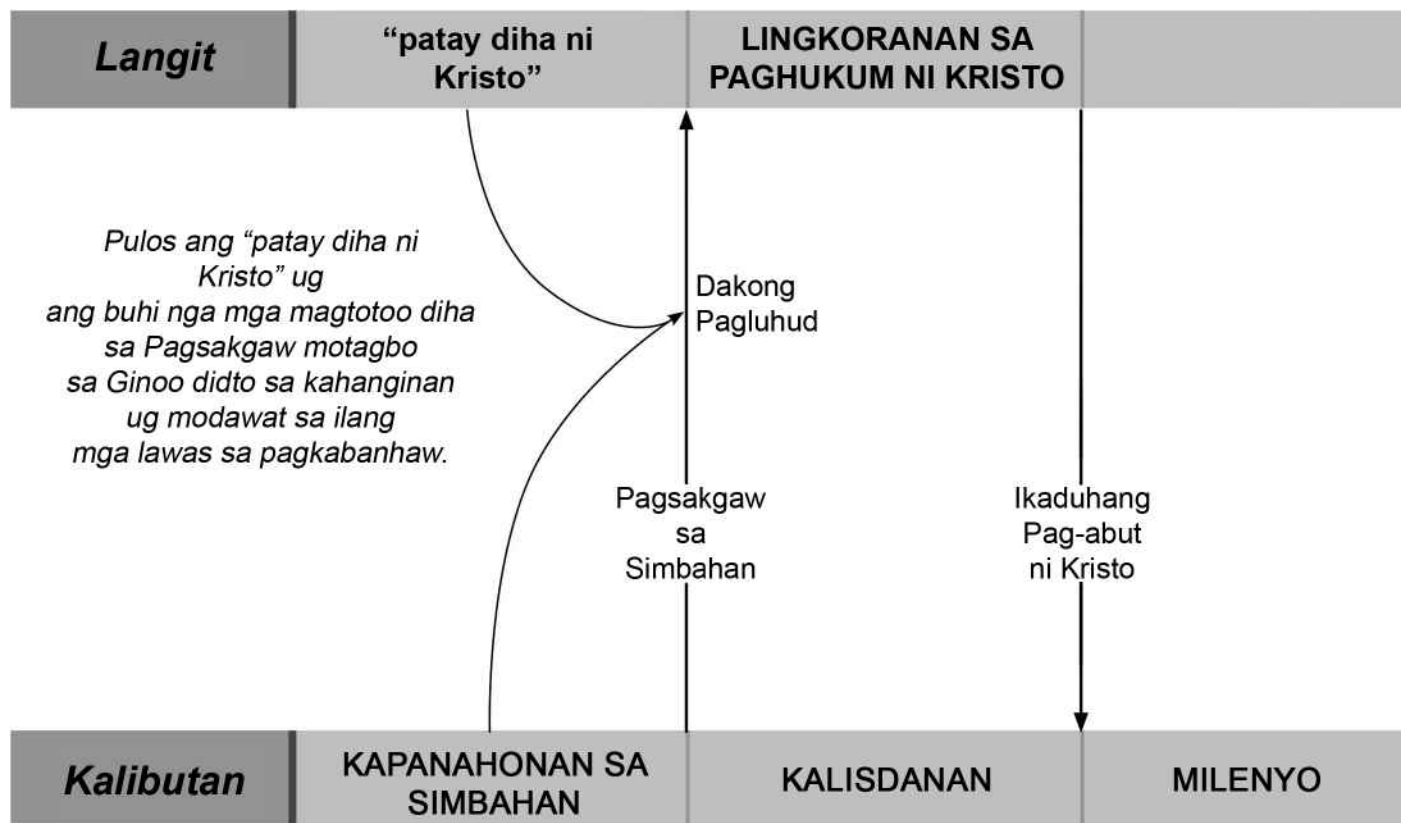 Langit
“patay diha ni
Kristo”
LINGKORANAN SA
PAGHUKUM NI KRISTO
Pulos ang “patay diha ni
Kristo” ug
ang buhi nga mga magtotoo diha
sa Pagsakgaw motagbo
sa Ginoo didto sa kahanginan
ug modawat sa ilang
mga lawas sa pagkabanhaw.
Dakong
Pagluhud
Pagsakgaw
sa
Simbahan
Ikaduhang
Pag-abut
ni Kristo
Kalibutan
KAPANAHONAN SA
SIMBAHAN
KALISDANAN
MILENYO